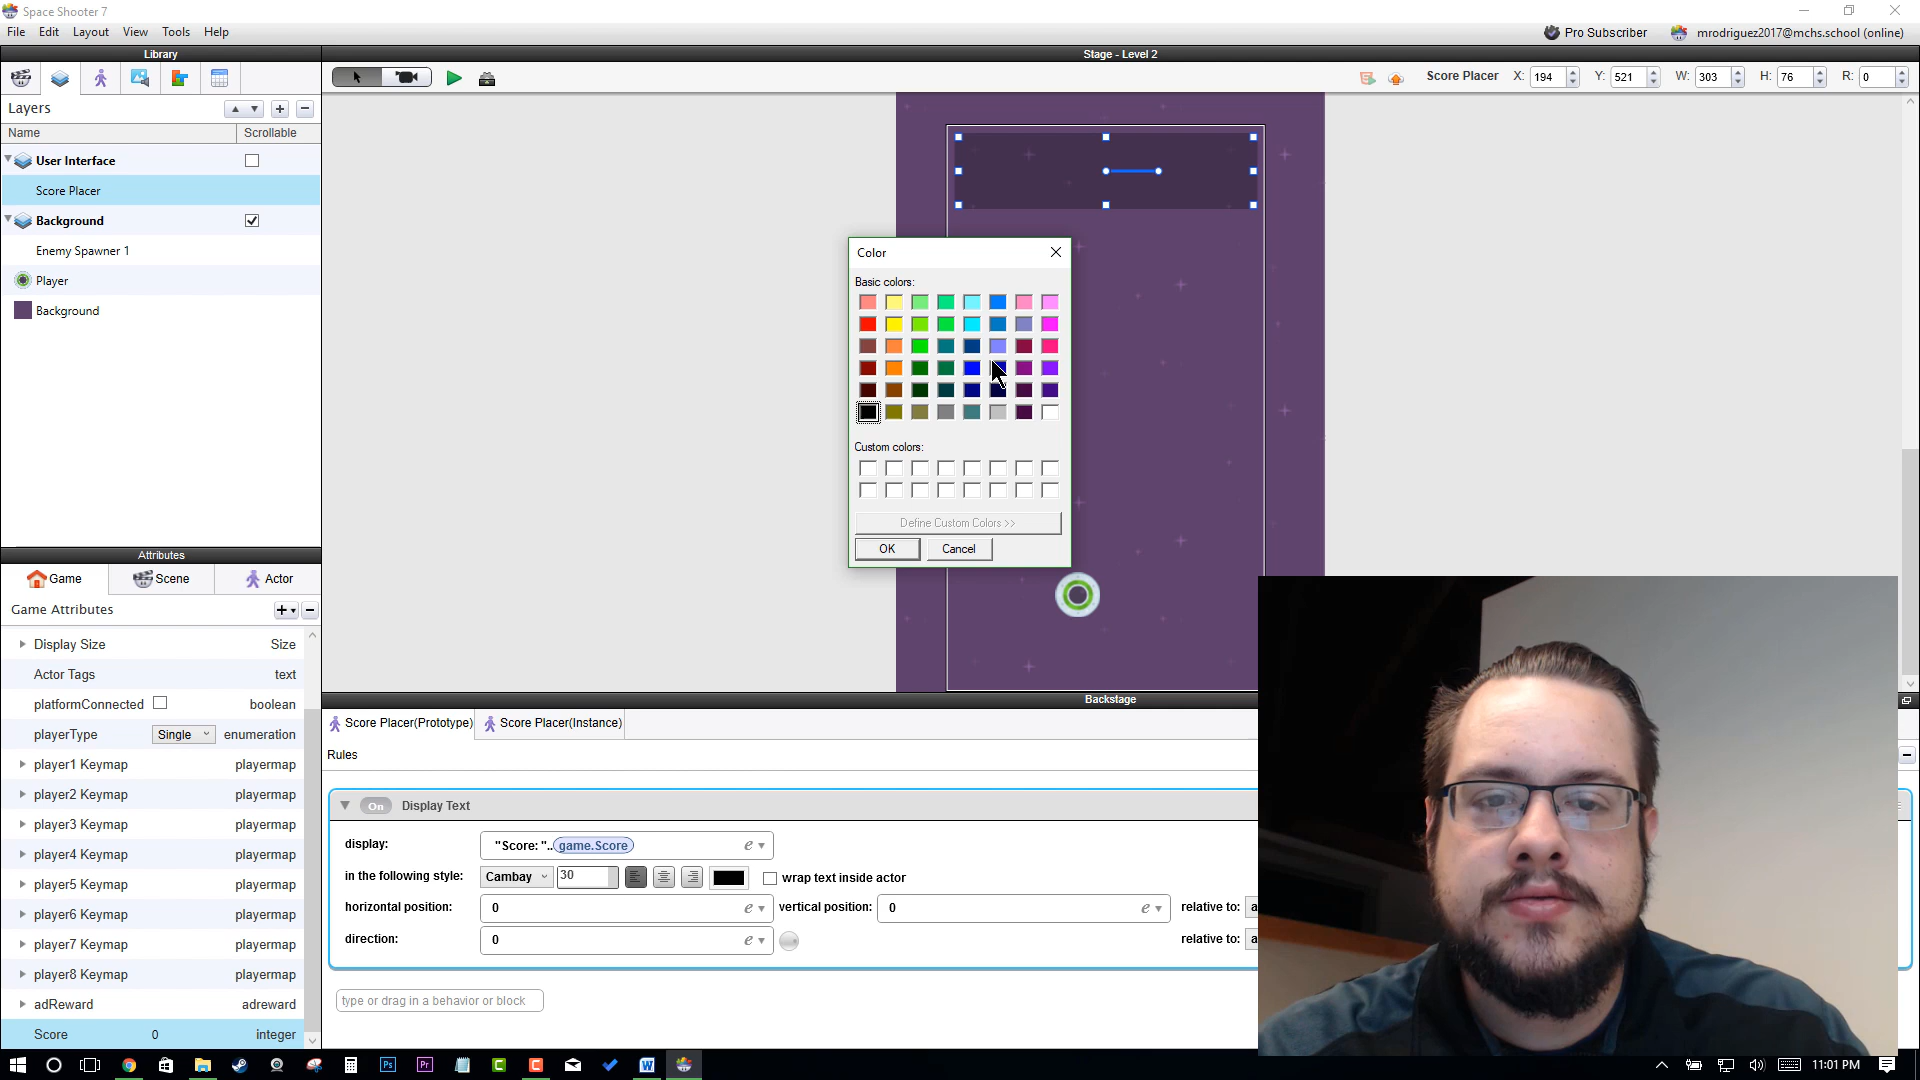 Space Shooter 7
File Edit Layout View Tools Help
Pro Subscriber mrodriguez2017@mchs.school (online)
Library
Stage - Level 2
Score Placer X: 194 Y: 521 W: 303 H: 76 R: 0
Layers
Name Scrollable
User Interface
Score Placer
Background
Enemy Spawner 1
Player
Background
Color
Basic colors:
Custom colors:
Define Custom Colors >>
OK Cancel
Attributes
Game Scene Actor
Game Attributes
Display Size Size
Actor Tags text
platformConnected boolean
playerType Single enumeration
player1 Keymap playermap
player2 Keymap playermap
player3 Keymap playermap
player4 Keymap playermap
player5 Keymap playermap
player6 Keymap playermap
player7 Keymap playermap
player8 Keymap playermap
adReward adreward
Score 0 integer
Backstage
Score Placer(Prototype) Score Placer(Instance)
Rules
On Display Text
display: "Score: "..game.Score e
in the following style: Cambay 30 wrap text inside actor
horizontal position: 0 e vertical position: 0 e relative to: a
direction: 0 e relative to: a
type or drag in a behavior or block
11:01 PM